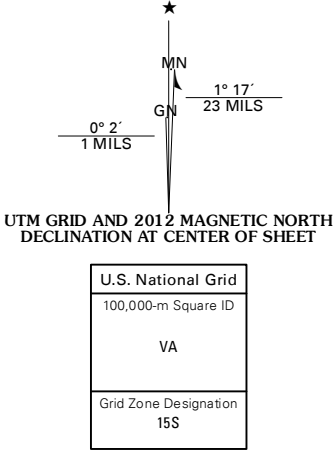 ★
MN
1° 17´
23 MILS
GN
0° 2´
1 MILS
UTM GRID AND 2012 MAGNETIC NORTH
DECLINATION AT CENTER OF SHEET
U.S. National Grid
100,000-m Square ID
VA
Grid Zone Designation
15S